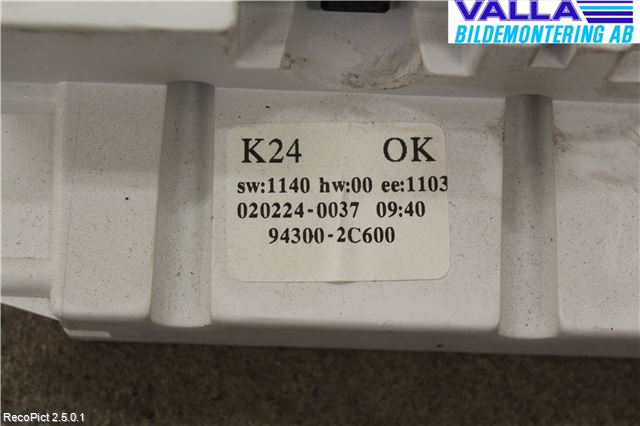 VALLA
BILDEMONTERING AB
K24 OK
sw:1140 hw:00 ee:1103
020224-0037 09:40
94300-2C600
RecoPict 2.5.0.1